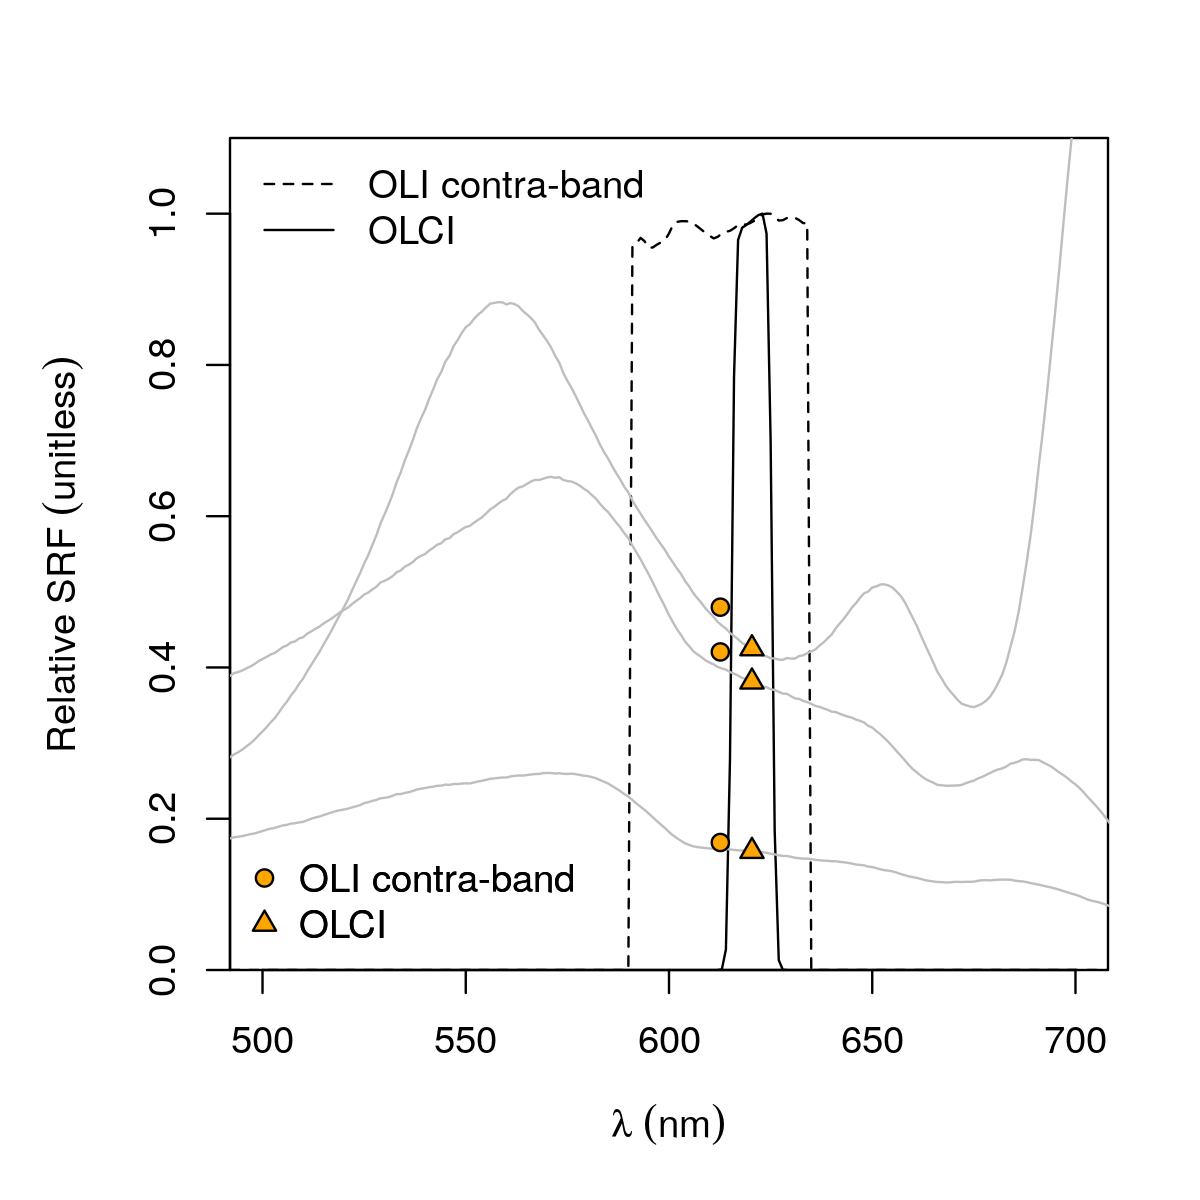 OLI contra-band
OLCI
Relative SRF (unitless)
1.0
0.8
0.6
0.4
0.2
0.0
OLI contra-band
OLCI
500 550 600 650 700
λ (nm)